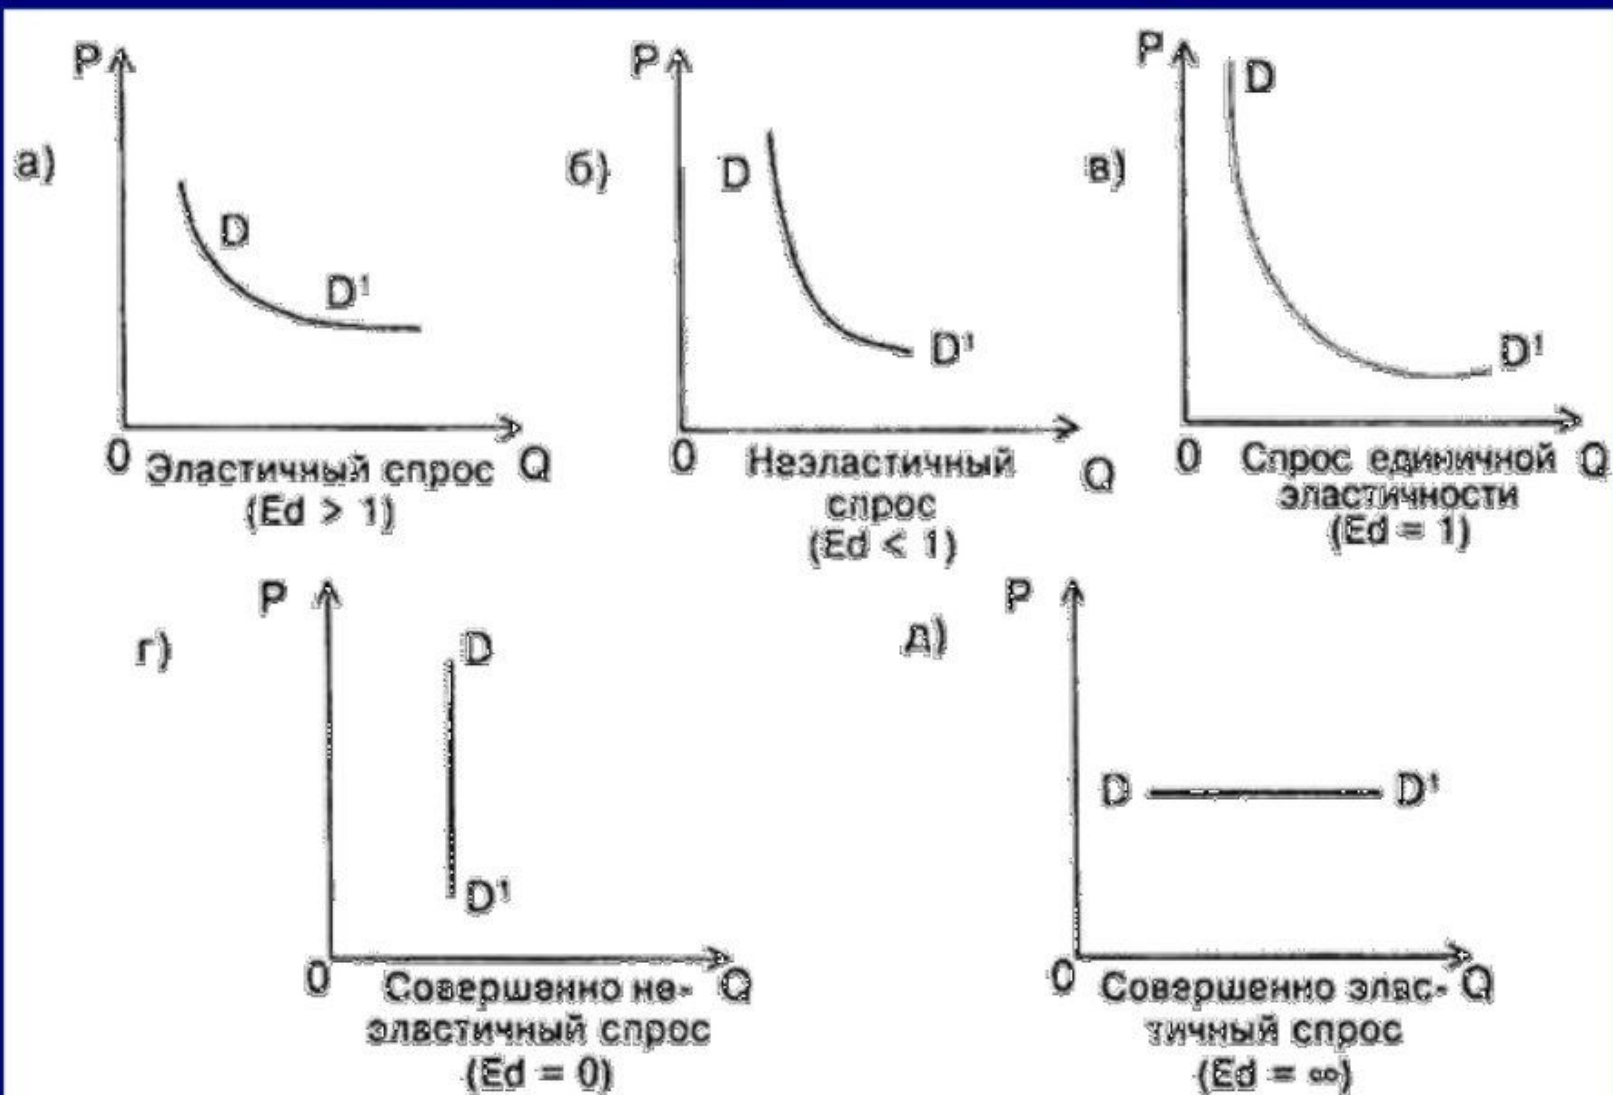 P
а)
D
D¹
0
Эластичный спрос
Q
(Ed > 1)
P
б)
D
D¹
0
Неэластичный
Q
спрос
(Ed < 1)
P
D
в)
D¹
0
Спрос единичной
Q
эластичности
(Ed = 1)
P
г)
D
D¹
0
Совершенно не-
Q
эластичный спрос
(Ed = 0)
P
д)
D
D¹
0
Совершенно элас-
Q
тичный спрос
(Ed = ∞)